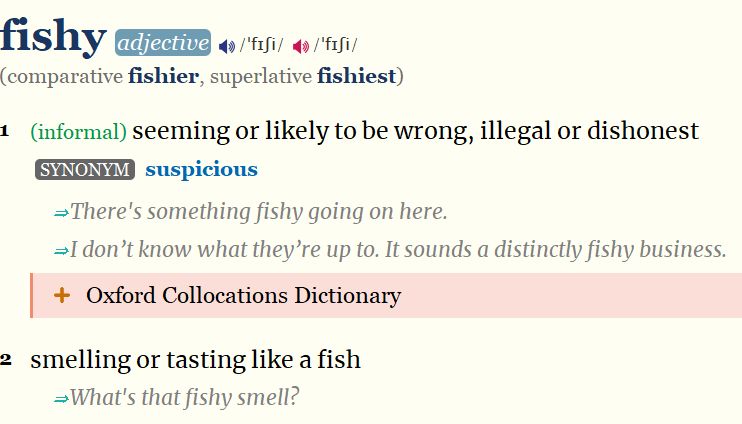 fishy adjective /ˈfɪʃi/ /ˈfɪʃi/
(comparative fishier, superlative fishiest)
1 (informal) seeming or likely to be wrong, illegal or dishonest
SYNONYM suspicious
⇒There's something fishy going on here.
⇒I don’t know what they’re up to. It sounds a distinctly fishy business.
+ Oxford Collocations Dictionary
2 smelling or tasting like a fish
⇒What's that fishy smell?